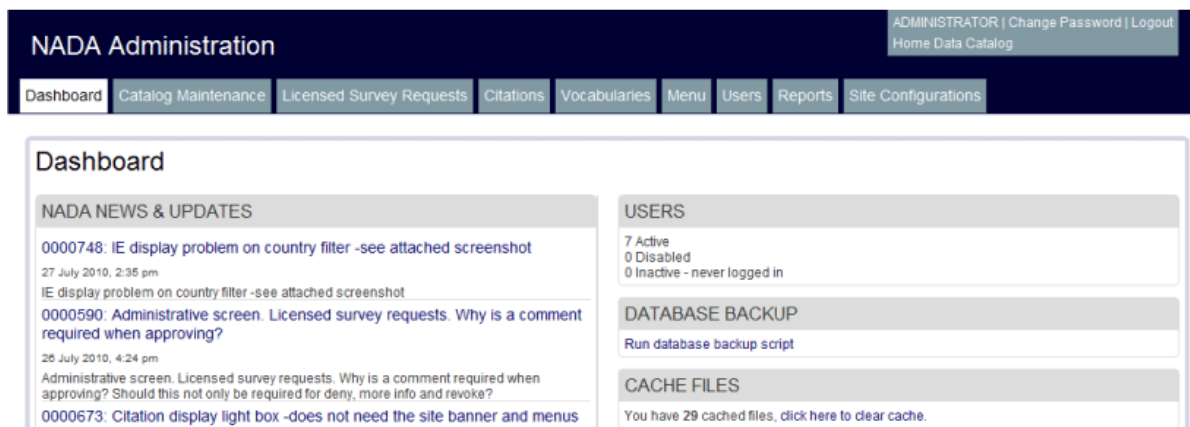 NADA Administration
ADMINISTRATOR | Change Password | Logout
Home Data Catalog
Dashboard Catalog Maintenance Licensed Survey Requests Citations Vocabularies Menu Users Reports Site Configurations
Dashboard
NADA NEWS & UPDATES
0000748: IE display problem on country filter -see attached screenshot
27 July 2010, 2:35 pm
IE display problem on country filter -see attached screenshot
0000590: Administrative screen. Licensed survey requests. Why is a comment
required when approving?
26 July 2010, 4:24 pm
Administrative screen. Licensed survey requests. Why is a comment required when
approving? Should this not only be required for deny, more info and revoke?
0000673: Citation display light box -does not need the site banner and menus
USERS
7 Active
0 Disabled
0 Inactive - never logged in
DATABASE BACKUP
Run database backup script
CACHE FILES
You have 29 cached files, click here to clear cache.